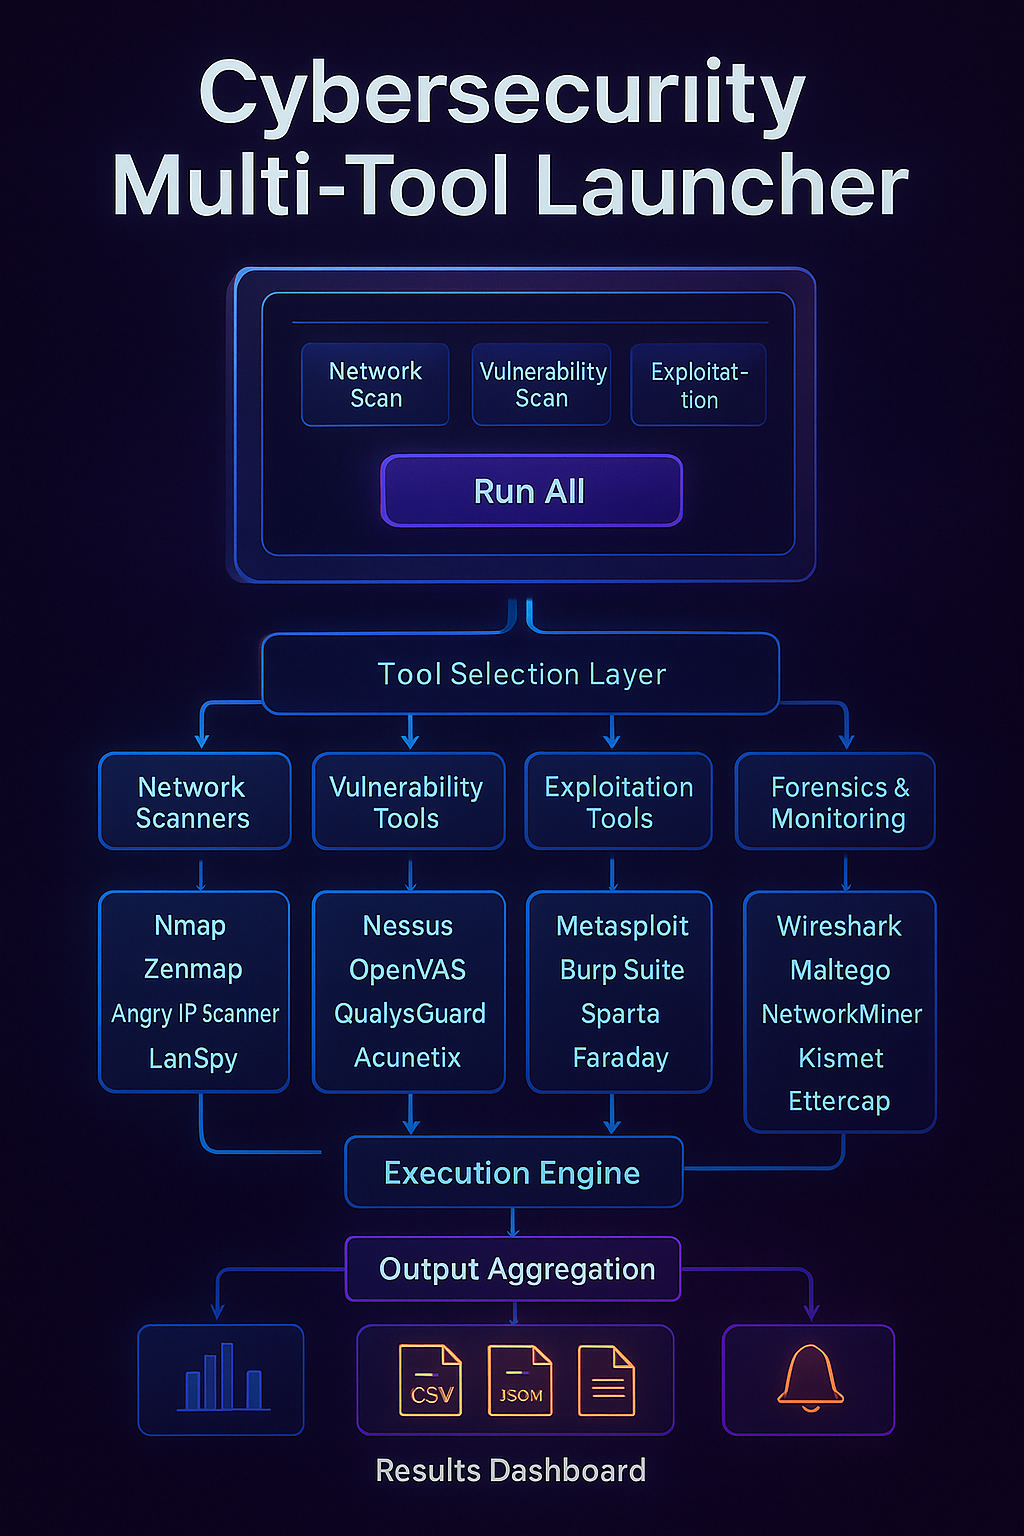 Cybersecurity
Multi-Tool Launcher
Network
Scan
Vulnerability
Scan
Exploitat-
tion
Run All
Tool Selection Layer
Network
Scanners
Vulnerability
Tools
Exploitation
Tools
Forensics &
Monitoring
Nmap
Zenmap
Angry IP Scanner
LanSpy
Nessus
OpenVAS
QualysGuard
Acunetix
Metasploit
Burp Suite
Sparta
Faraday
Wireshark
Maltego
NetworkMiner
Kismet
Ettercap
Execution Engine
Output Aggregation
CSV
JSOM
Results Dashboard